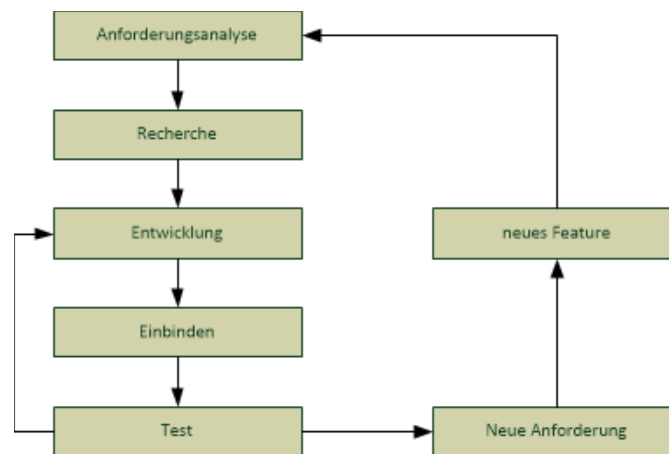 Anforderungsanalyse
Recherche
Entwicklung
neues Feature
Einbinden
Test
Neue Anforderung